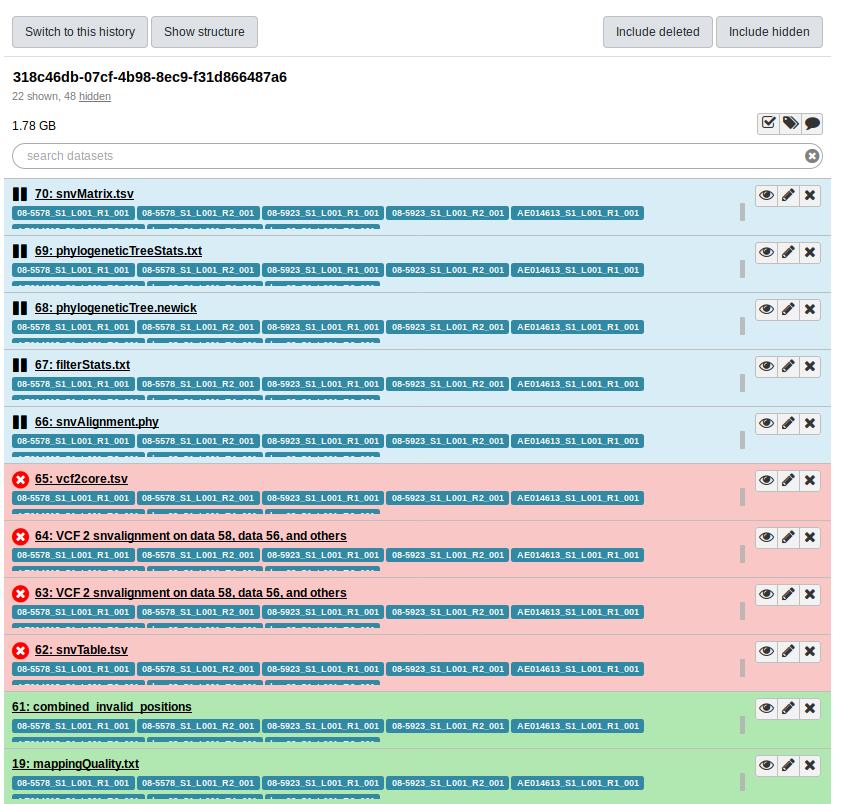 Switch to this history Show structure Include deleted Include hidden
318c46db-07cf-4b98-8ec9-f31d866487a6
22 shown, 48 hidden
1.78 GB
search datasets
70: snvMatrix.tsv
08-5578_S1_L001_R1_001 08-5578_S1_L001_R2_001 08-5923_S1_L001_R1_001 08-5923_S1_L001_R2_001 AE014613_S1_L001_R1_001
69: phylogeneticTreeStats.txt
08-5578_S1_L001_R1_001 08-5578_S1_L001_R2_001 08-5923_S1_L001_R1_001 08-5923_S1_L001_R2_001 AE014613_S1_L001_R1_001
68: phylogeneticTree.newick
08-5578_S1_L001_R1_001 08-5578_S1_L001_R2_001 08-5923_S1_L001_R1_001 08-5923_S1_L001_R2_001 AE014613_S1_L001_R1_001
67: filterStats.txt
08-5578_S1_L001_R1_001 08-5578_S1_L001_R2_001 08-5923_S1_L001_R1_001 08-5923_S1_L001_R2_001 AE014613_S1_L001_R1_001
66: snvAlignment.phy
08-5578_S1_L001_R1_001 08-5578_S1_L001_R2_001 08-5923_S1_L001_R1_001 08-5923_S1_L001_R2_001 AE014613_S1_L001_R1_001
65: vcf2core.tsv
08-5578_S1_L001_R1_001 08-5578_S1_L001_R2_001 08-5923_S1_L001_R1_001 08-5923_S1_L001_R2_001 AE014613_S1_L001_R1_001
64: VCF 2 snvalignment on data 58, data 56, and others
08-5578_S1_L001_R1_001 08-5578_S1_L001_R2_001 08-5923_S1_L001_R1_001 08-5923_S1_L001_R2_001 AE014613_S1_L001_R1_001
63: VCF 2 snvalignment on data 58, data 56, and others
08-5578_S1_L001_R1_001 08-5578_S1_L001_R2_001 08-5923_S1_L001_R1_001 08-5923_S1_L001_R2_001 AE014613_S1_L001_R1_001
62: snvTable.tsv
08-5578_S1_L001_R1_001 08-5578_S1_L001_R2_001 08-5923_S1_L001_R1_001 08-5923_S1_L001_R2_001 AE014613_S1_L001_R1_001
61: combined_invalid_positions
08-5578_S1_L001_R1_001 08-5578_S1_L001_R2_001 08-5923_S1_L001_R1_001 08-5923_S1_L001_R2_001 AE014613_S1_L001_R1_001
19: mappingQuality.txt
08-5578_S1_L001_R1_001 08-5578_S1_L001_R2_001 08-5923_S1_L001_R1_001 08-5923_S1_L001_R2_001 AE014613_S1_L001_R1_001